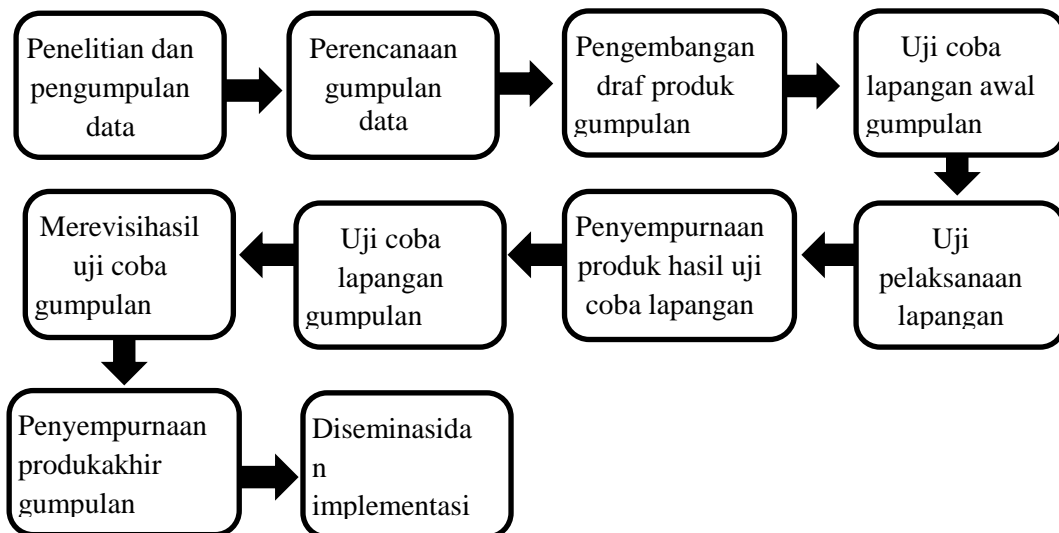 Penelitian dan
pengumpulan
data
Perencanaan
gumpulan
data
Pengembangan
draf produk
gumpulan
Uji coba
lapangan awal
gumpulan
Uji
pelaksanaan
lapangan
Penyempurnaan
produk hasil uji
coba lapangan
Uji coba
lapangan
gumpulan
Merevisihasil
uji coba
gumpulan
Penyempurnaan
produkakhir
gumpulan
Diseminasida
n
implementasi